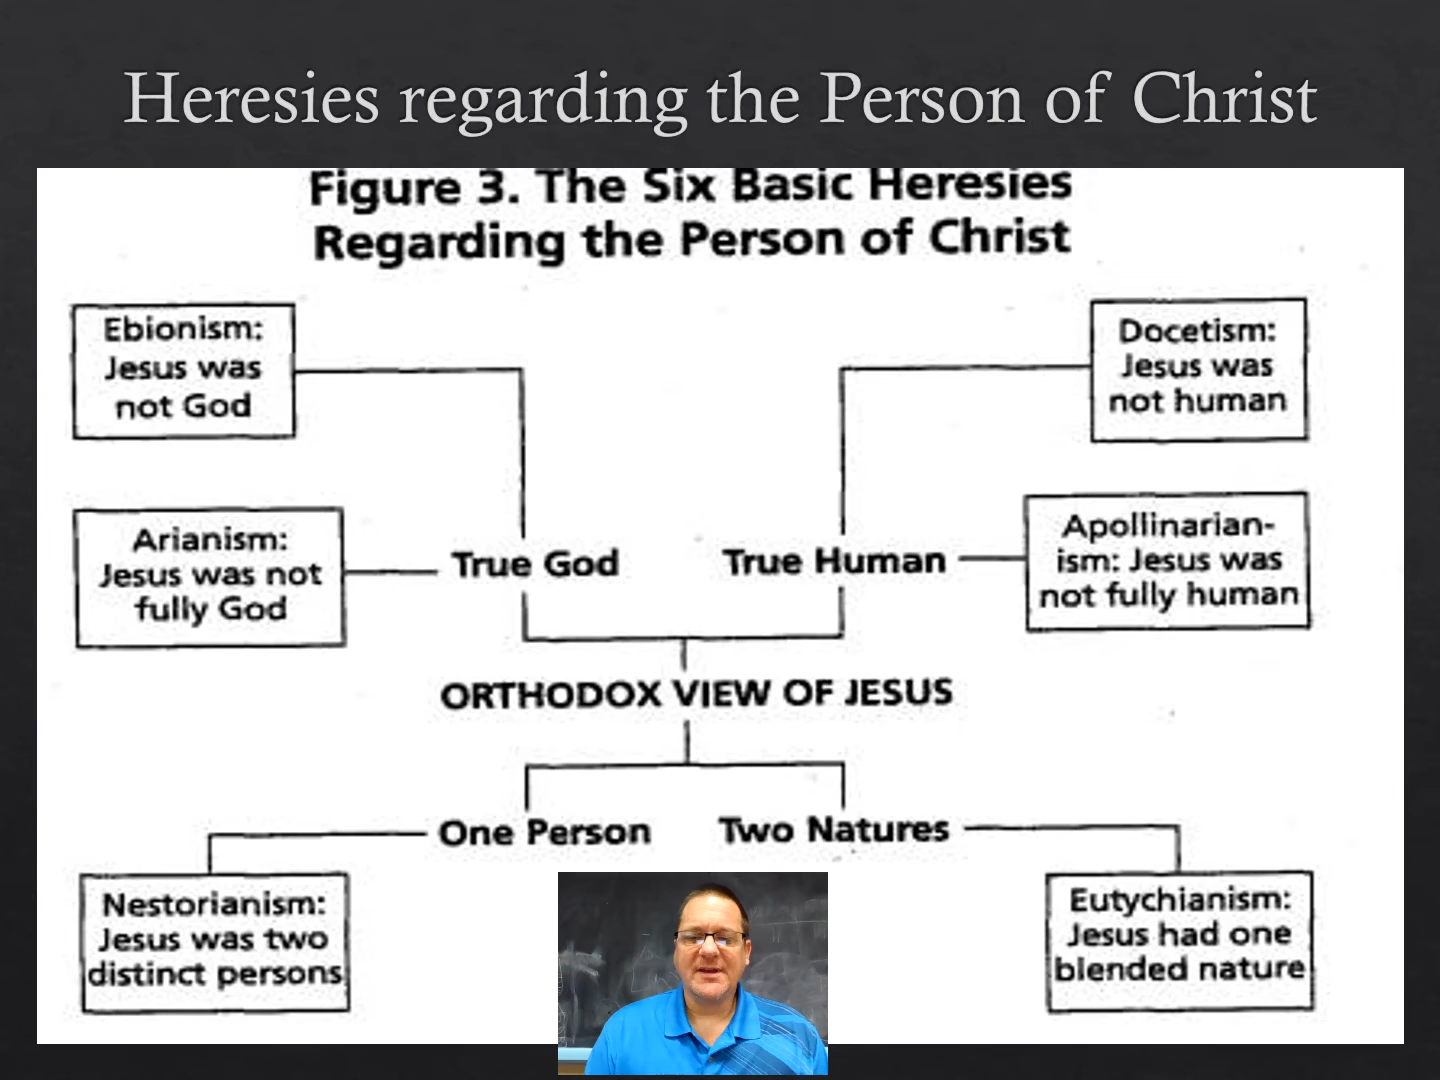 Heresies regarding the Person of Christ
Figure 3. The Six Basic Heresies
Regarding the Person of Christ
Ebionism:
Jesus was
not God
Docetism:
Jesus was
not human
Arianism:
Jesus was not
fully God
True God
True Human
Apollinarian-
ism: Jesus was
not fully human
ORTHODOX VIEW OF JESUS
One Person
Two Natures
Nestorianism:
Jesus was two
distinct persons
Eutychianism:
Jesus had one
blended nature